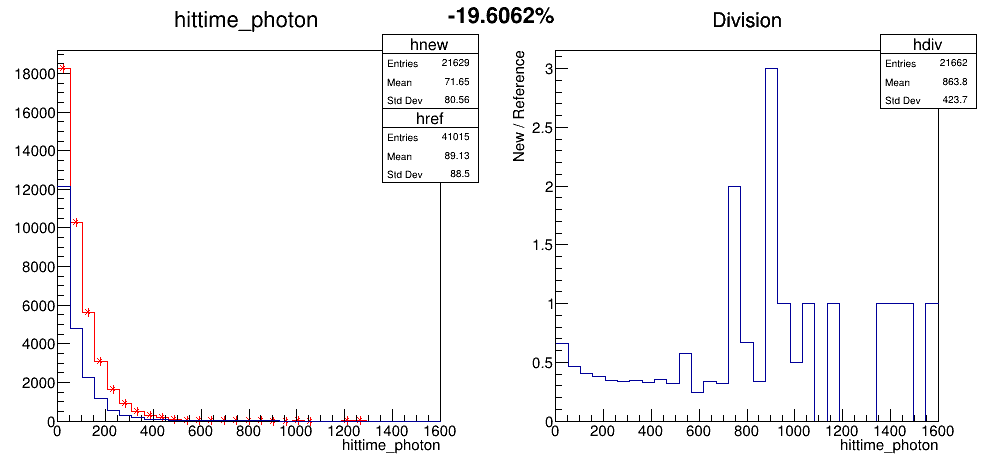 -19.6062%
hittime_photon
hnew
Entries 21629
Mean 71.65
Std Dev 80.56
href
Entries 41015
Mean 89.13
Std Dev 88.5
18000
16000
14000
12000
10000
8000
6000
4000
2000
0
0 200 400 600 800 1000 1200 1400 1600
hittime_photon
Division
hdiv
Entries 21662
Mean 863.8
Std Dev 423.7
New / Reference
3
2.5
2
1.5
1
0.5
0
0 200 400 600 800 1000 1200 1400 1600
hittime_photon